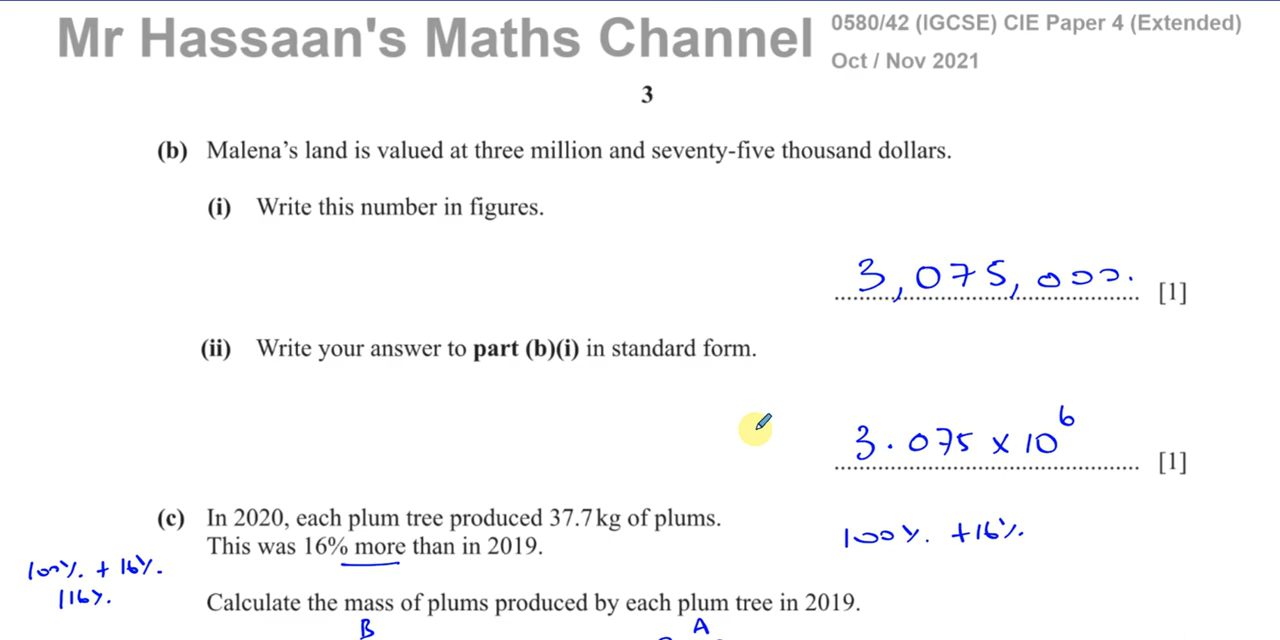 Mr Hassaan's Maths Channel
0580/42 (IGCSE) CIE Paper 4 (Extended)
Oct / Nov 2021
3
(b) Malena's land is valued at three million and seventy-five thousand dollars.
(i) Write this number in figures.
3,075,000. [1]
(ii) Write your answer to part (b)(i) in standard form.
3.075 x 10^6 [1]
(c) In 2020, each plum tree produced 37.7 kg of plums.
This was 16% more than in 2019.
100% + 16%
100% + 16%.
116%.
Calculate the mass of plums produced by each plum tree in 2019.
B A